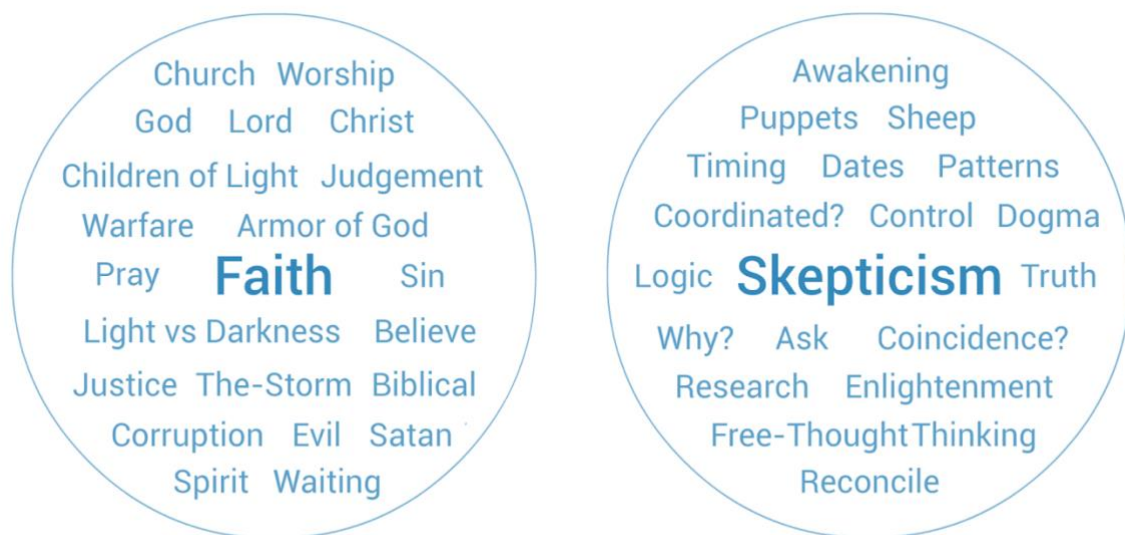 Church Worship
God Lord Christ
Children of Light Judgement
Warfare Armor of God
Pray Faith Sin
Light vs Darkness Believe
Justice The-Storm Biblical
Corruption Evil Satan
Spirit Waiting
Awakening
Puppets Sheep
Timing Dates Patterns
Coordinated? Control Dogma
Logic Skepticism Truth
Why? Ask Coincidence?
Research Enlightenment
Free-Thought Thinking
Reconcile